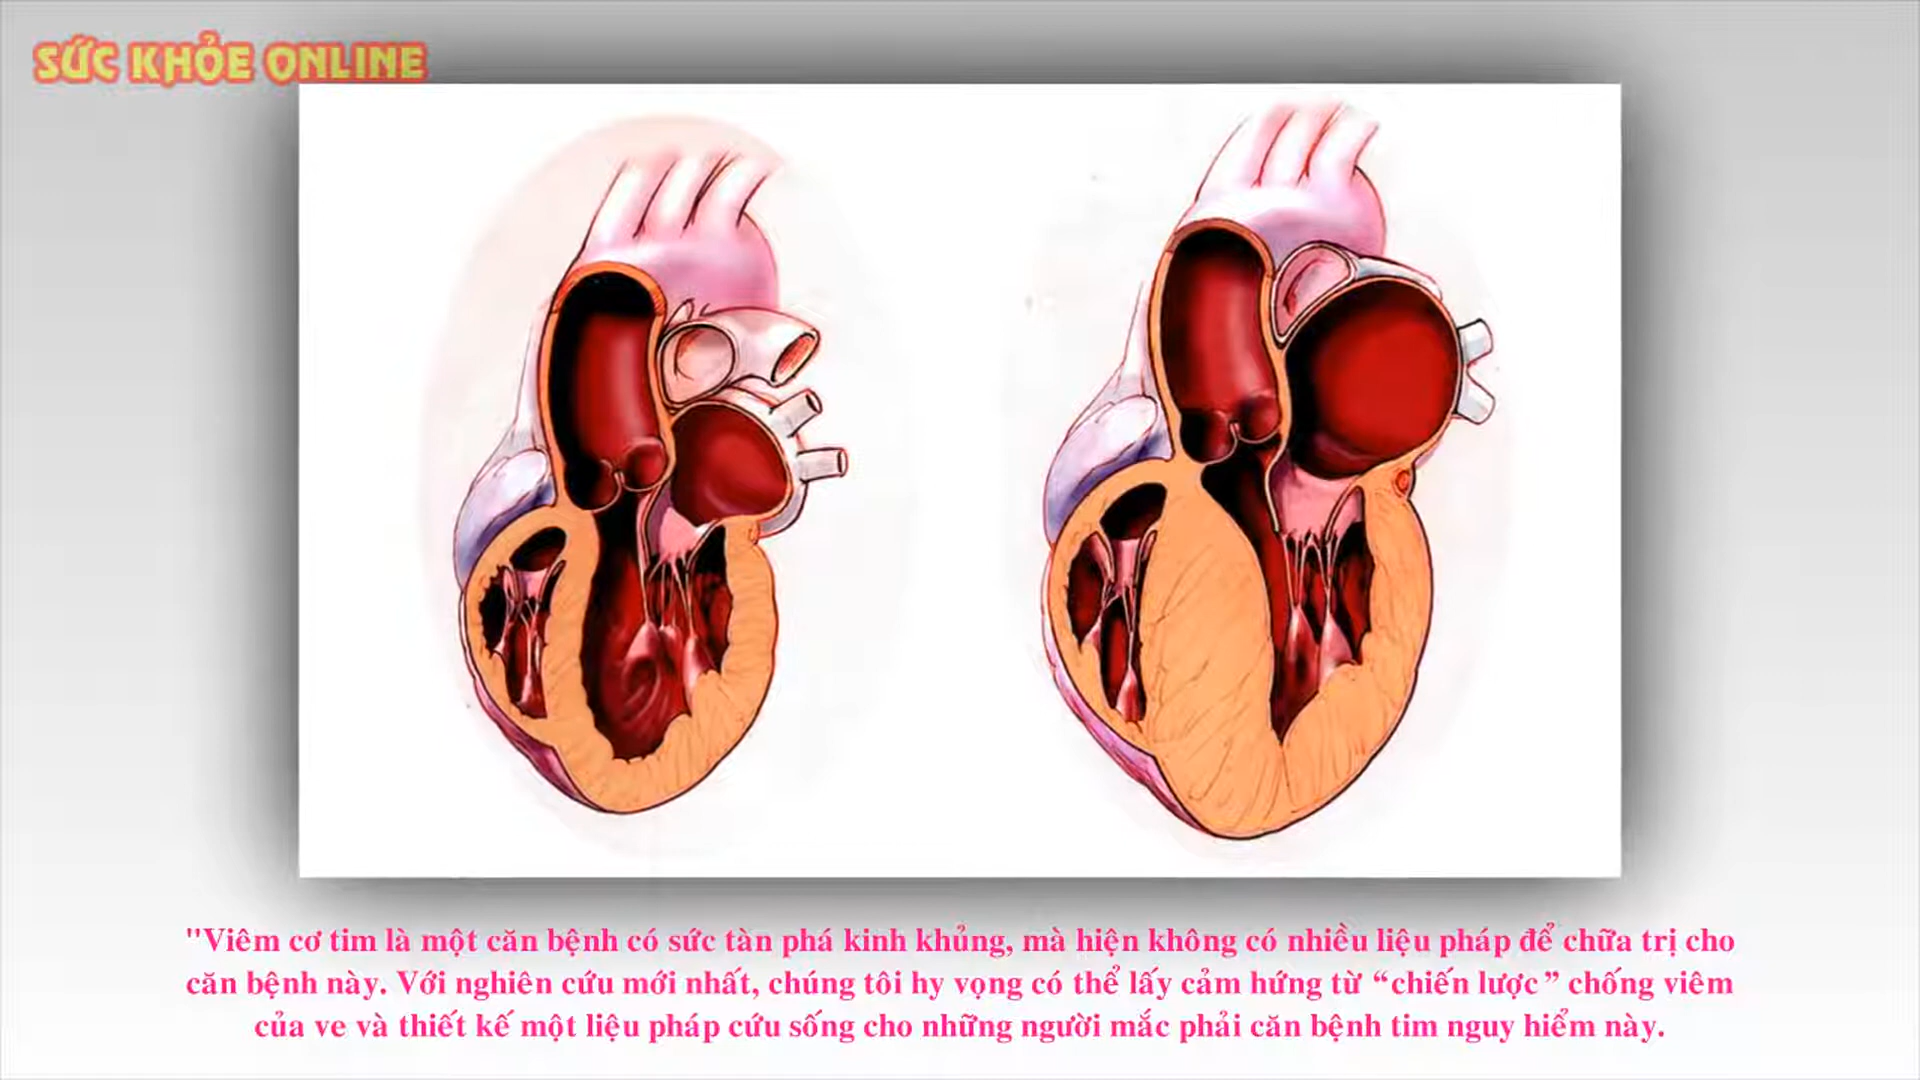 SỨC KHỎE ONLINE
"Viêm cơ tim là một căn bệnh có sức tàn phá kinh khủng, mà hiện không có nhiều liệu pháp để chữa trị cho
căn bệnh này. Với nghiên cứu mới nhất, chúng tôi hy vọng có thể lấy cảm hứng từ “chiến lược” chống viêm
của ve và thiết kế một liệu pháp cứu sống cho những người mắc phải căn bệnh tim nguy hiểm này.